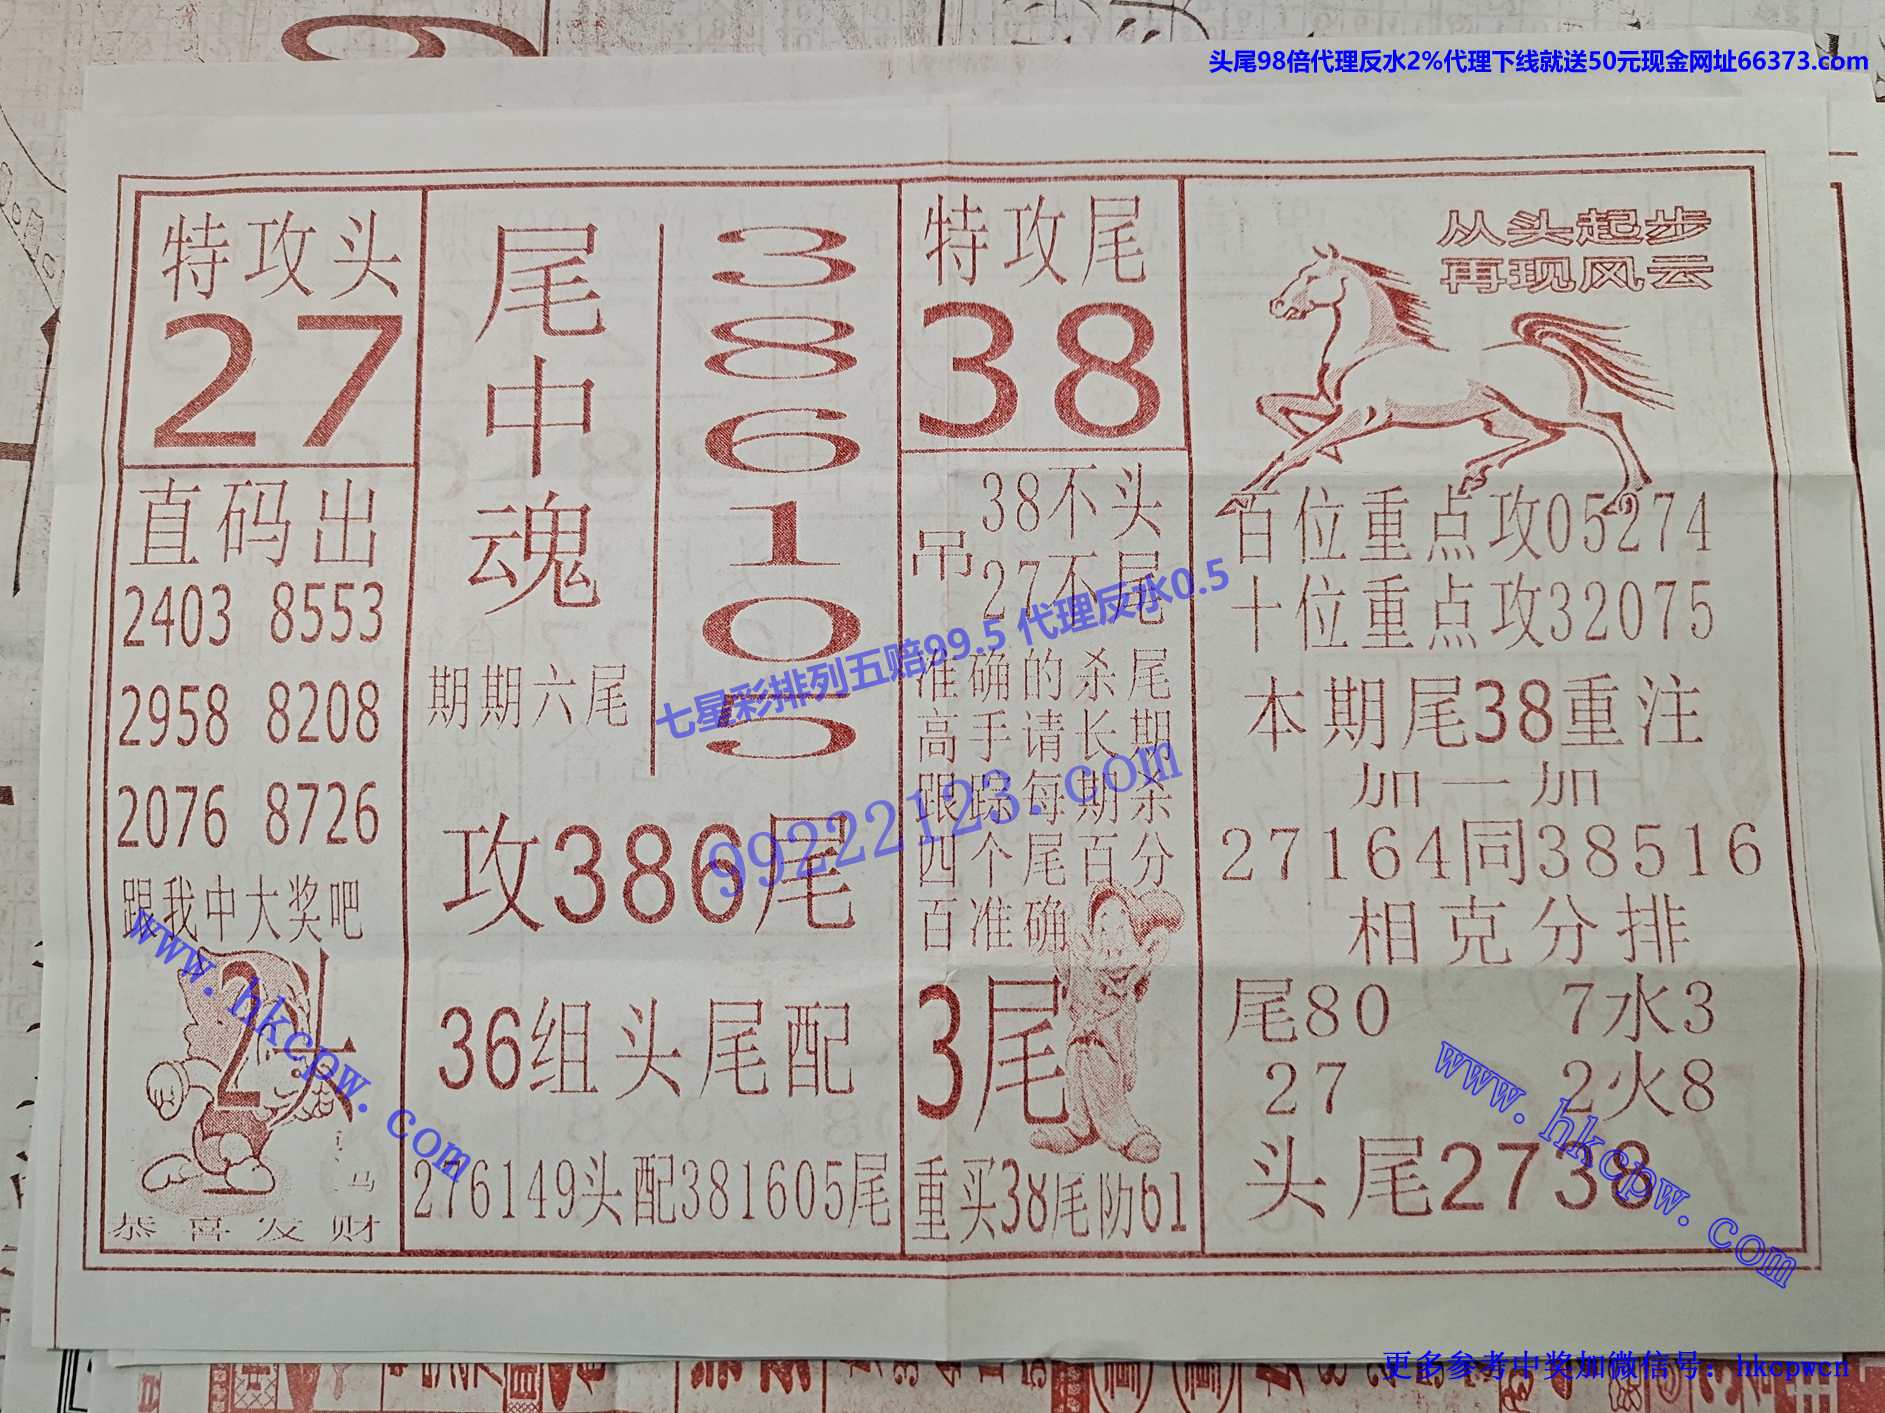 头尾98倍代理反水2%代理下线就送50元现金网址66373.com
特攻头
27
直码出
2403 8553
2958 8208
2076 8726
跟我中大奖吧
2头
恭喜发财
尾中魂
期期六尾
3
8
6
1
0
5
攻386尾
36组头尾配
276149头配381605尾
特攻尾
38
吊
38不头
27不尾
准确的杀尾
高手请长期
跟踪每期杀
四个尾百分
百准确
3尾
重买38尾防61
从头起步
再现风云
百位重点攻05274
十位重点攻32075
本期尾38重注
加一加
27164同38516
相克分排
尾80 7水3
27 2火8
头尾2738
七星彩排列五赔99.5 代理反水0.5
99222123.com
www.hkcpw.com
www.hkcpw.com
更多参考中奖加微信号：hkcpwcn